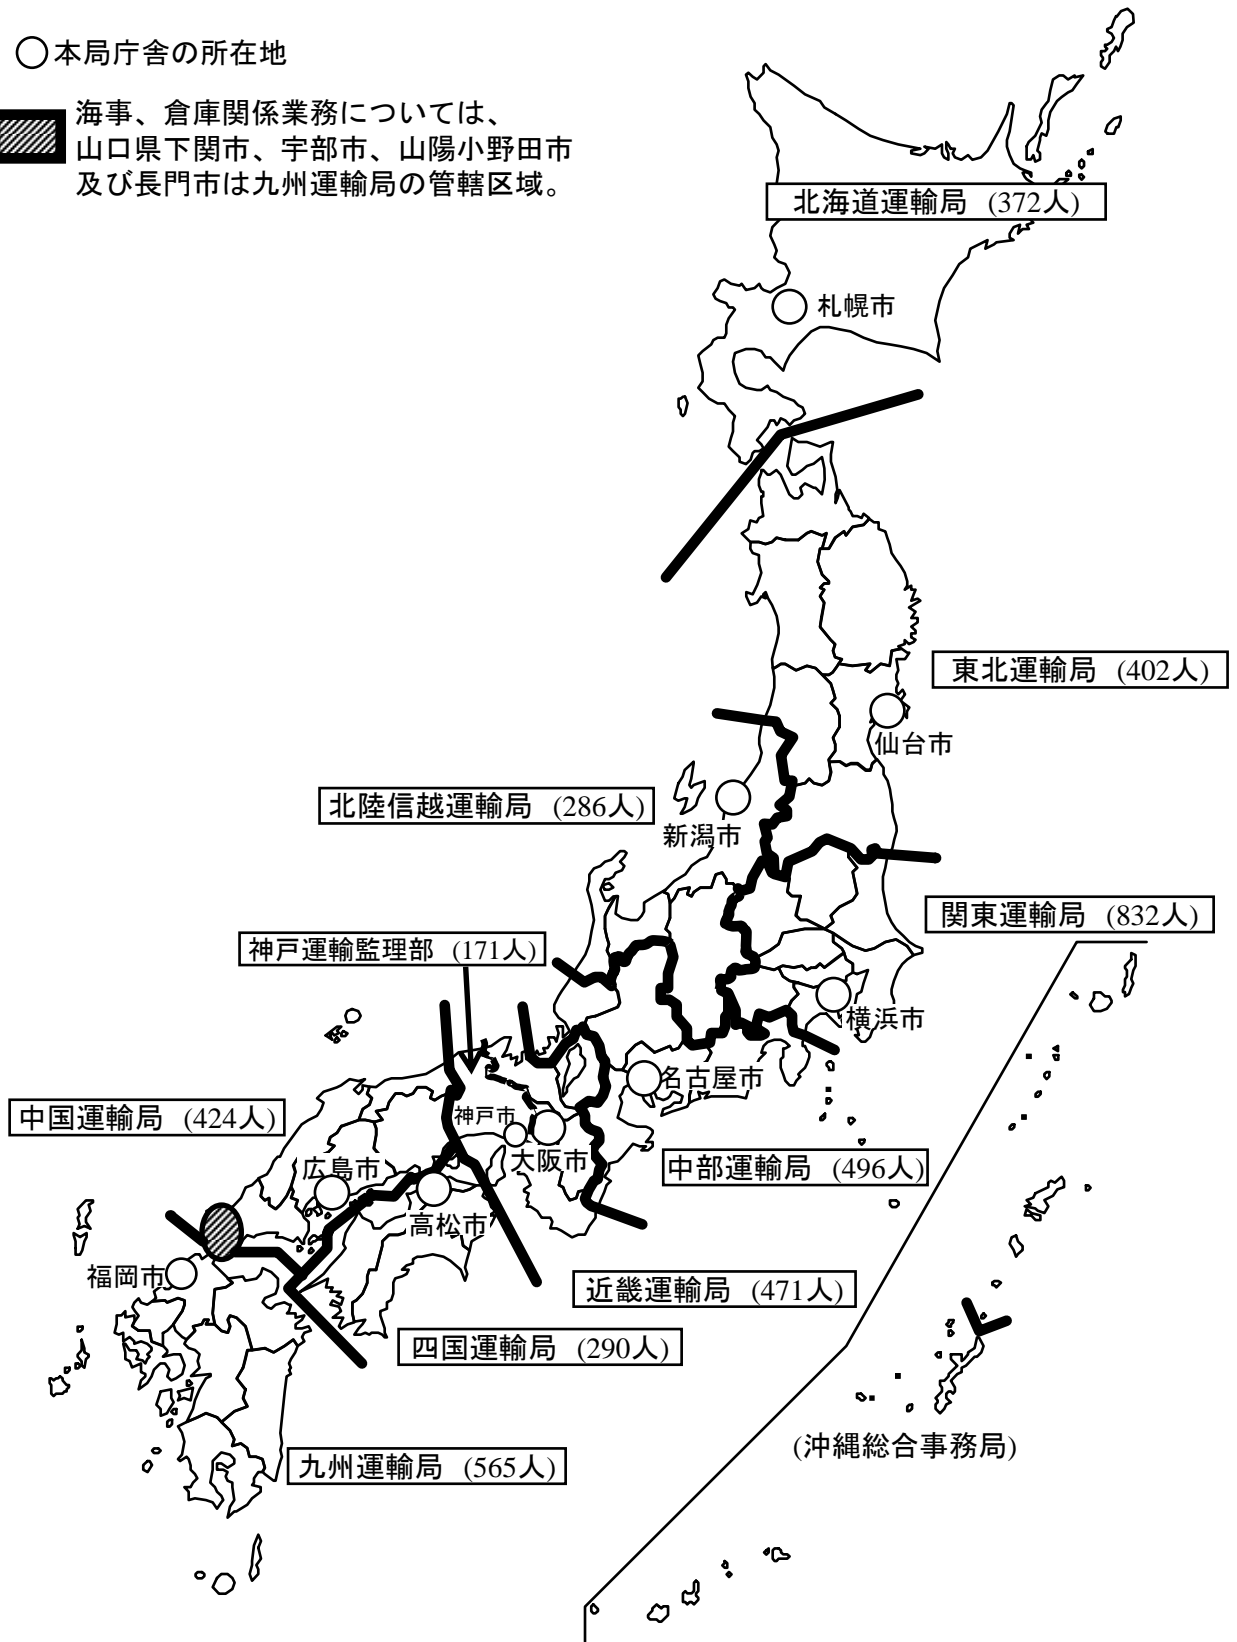 ○本局庁舎の所在地
海事、倉庫関係業務については、
山口県下関市、宇部市、山陽小野田市
及び長門市は九州運輸局の管轄区域。
北海道運輸局 (372人)
札幌市
東北運輸局 (402人)
仙台市
北陸信越運輸局 (286人)
新潟市
関東運輸局 (832人)
神戸運輸監理部 (171人)
横浜市
名古屋市
中国運輸局 (424人)
神戸市
大阪市
中部運輸局 (496人)
広島市
高松市
福岡市
近畿運輸局 (471人)
四国運輸局 (290人)
(沖縄総合事務局)
九州運輸局 (565人)